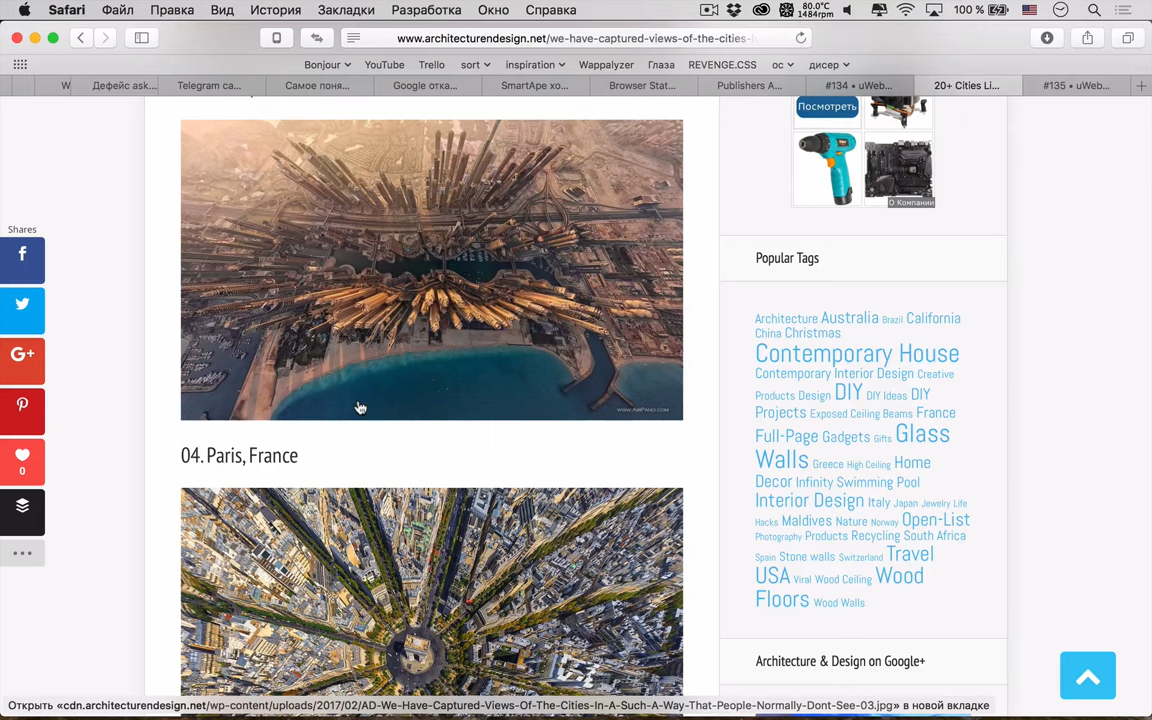 Safari Файл Правка Вид История Закладки Разработка Окно Справка 80.0°C 1484rpm 100 %
www.architecturendesign.net/we-have-captured-views-of-the-cities-
Bonjour YouTube Trello sort inspiration Wappalyzer Глаза REVENGE.CSS ос дисер
W Дефейс ask... Telegram ca... Самое поня... Google отка... SmartApe хо... Browser Stat... Publishers A... #134 – uWeb... 20+ Cities Li... #135 – uWeb...
Посмотреть
О Компании
Shares
G+
0
WWW.AIRPANO.COM
04. Paris, France
Popular Tags
Architecture Australia Brazil California
China Christmas
Contemporary House
Contemporary Interior Design Creative
Products Design DIY DIY Ideas DIY
Projects Exposed Ceiling Beams France
Full-Page Gadgets Gifts Glass
Walls Greece High Ceiling Home
Decor Infinity Swimming Pool
Interior Design Italy Japan Jewelry Life
Hacks Maldives Nature Norway Open-List
Photography Products Recycling South Africa
Spain Stone walls Switzerland Travel
USA Viral Wood Ceiling Wood
Floors Wood Walls
Architecture & Design on Google+
Открыть «cdn.architecturendesign.net/wp-content/uploads/2017/02/AD-We-Have-Captured-Views-Of-The-Cities-In-A-Such-A-Way-That-People-Normally-Dont-See-03.jpg» в новой вкладке